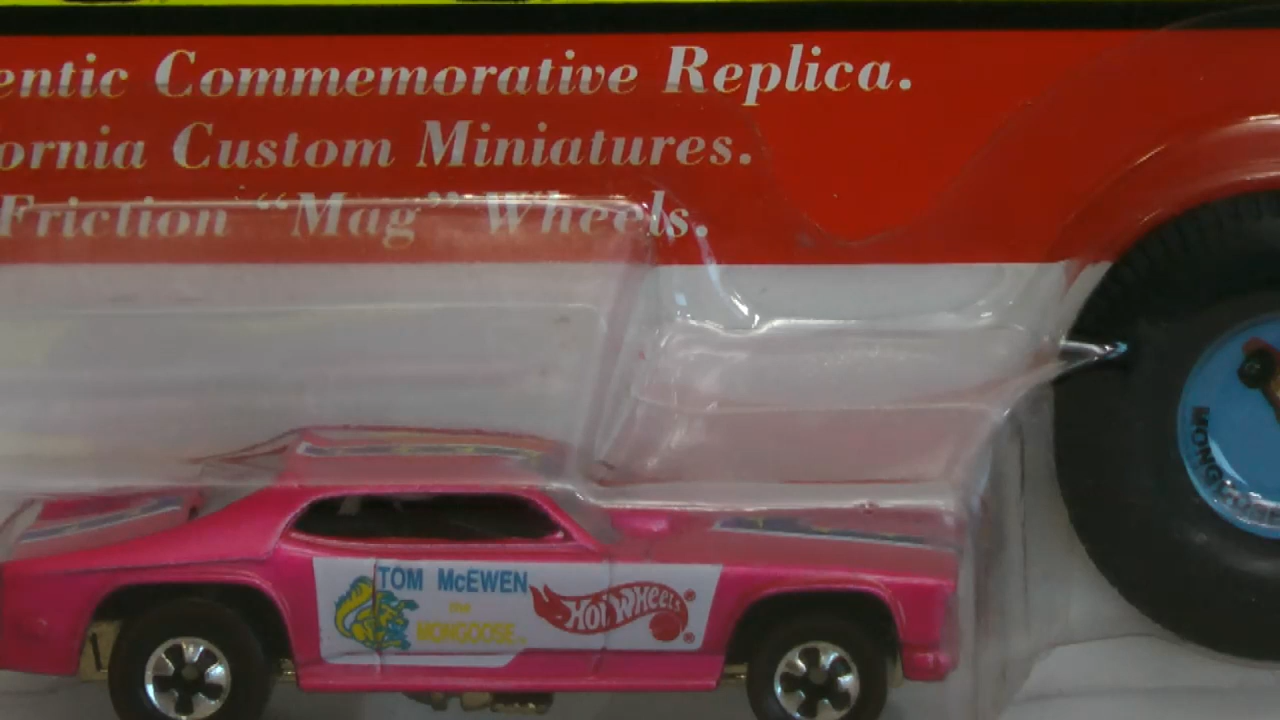 entic Commemorative Replica.
ornia Custom Miniatures.
Friction “Mag” Wheels.
TOM McEWEN
the
MONGOOSE
Hot Wheels®
®